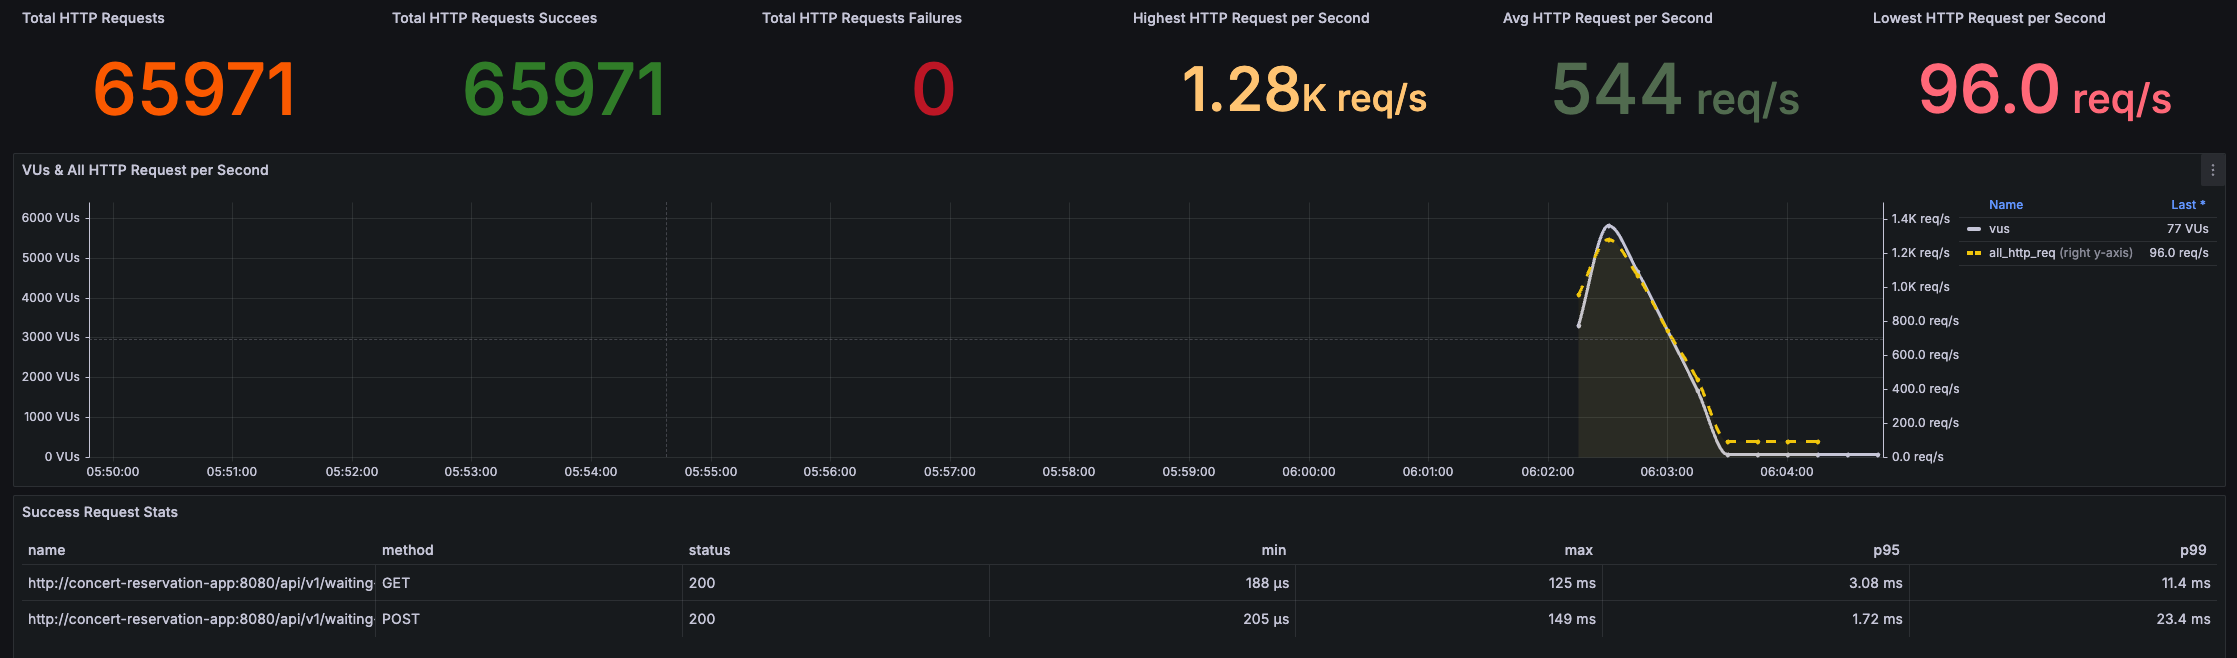 Total HTTP Requests
Total HTTP Requests Succees
Total HTTP Requests Failures
Highest HTTP Request per Second
Avg HTTP Request per Second
Lowest HTTP Request per Second
65971
65971
0
1.28K req/s
544 req/s
96.0 req/s
VUs & All HTTP Request per Second
6000 VUs
5000 VUs
4000 VUs
3000 VUs
2000 VUs
1000 VUs
0 VUs
1.4K req/s
1.2K req/s
1.0K req/s
800.0 req/s
600.0 req/s
400.0 req/s
200.0 req/s
0.0 req/s
05:50:00 05:51:00 05:52:00 05:53:00 05:54:00 05:55:00 05:56:00 05:57:00 05:58:00 05:59:00 06:00:00 06:01:00 06:02:00 06:03:00 06:04:00
Name Last *
vus 77 VUs
all_http_req (right y-axis) 96.0 req/s
Success Request Stats
name method status min max p95 p99
http://concert-reservation-app:8080/api/v1/waiting- GET 200 188 µs 125 ms 3.08 ms 11.4 ms
http://concert-reservation-app:8080/api/v1/waiting- POST 200 205 µs 149 ms 1.72 ms 23.4 ms